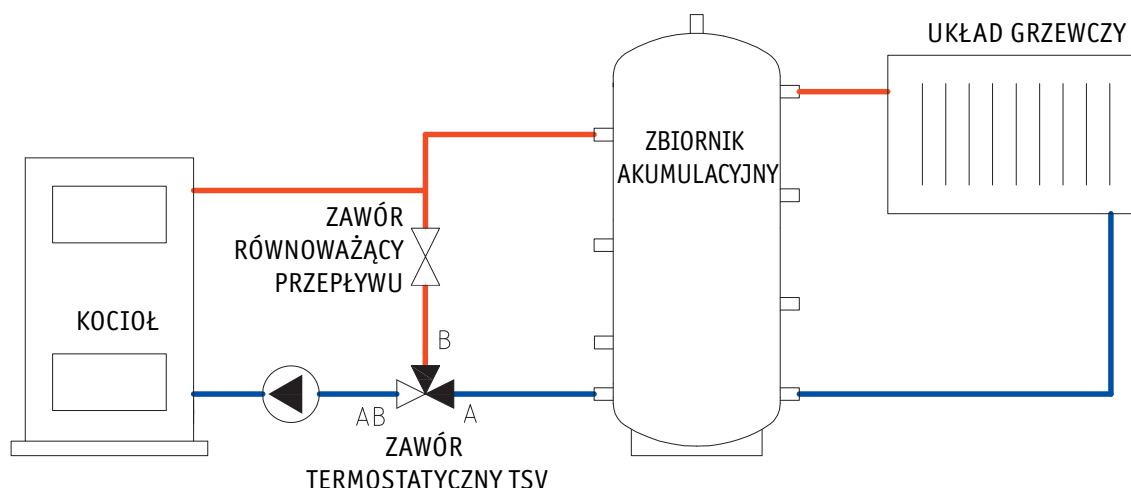 UKŁAD GRZEWCZY
ZBIORNIK
AKUMULACYJNY
ZAWÓR
RÓWNOWAŻĄCY
PRZEPŁYWU
KOCIOŁ
B
AB
A
ZAWÓR
TERMOSTATYCZNY TSV